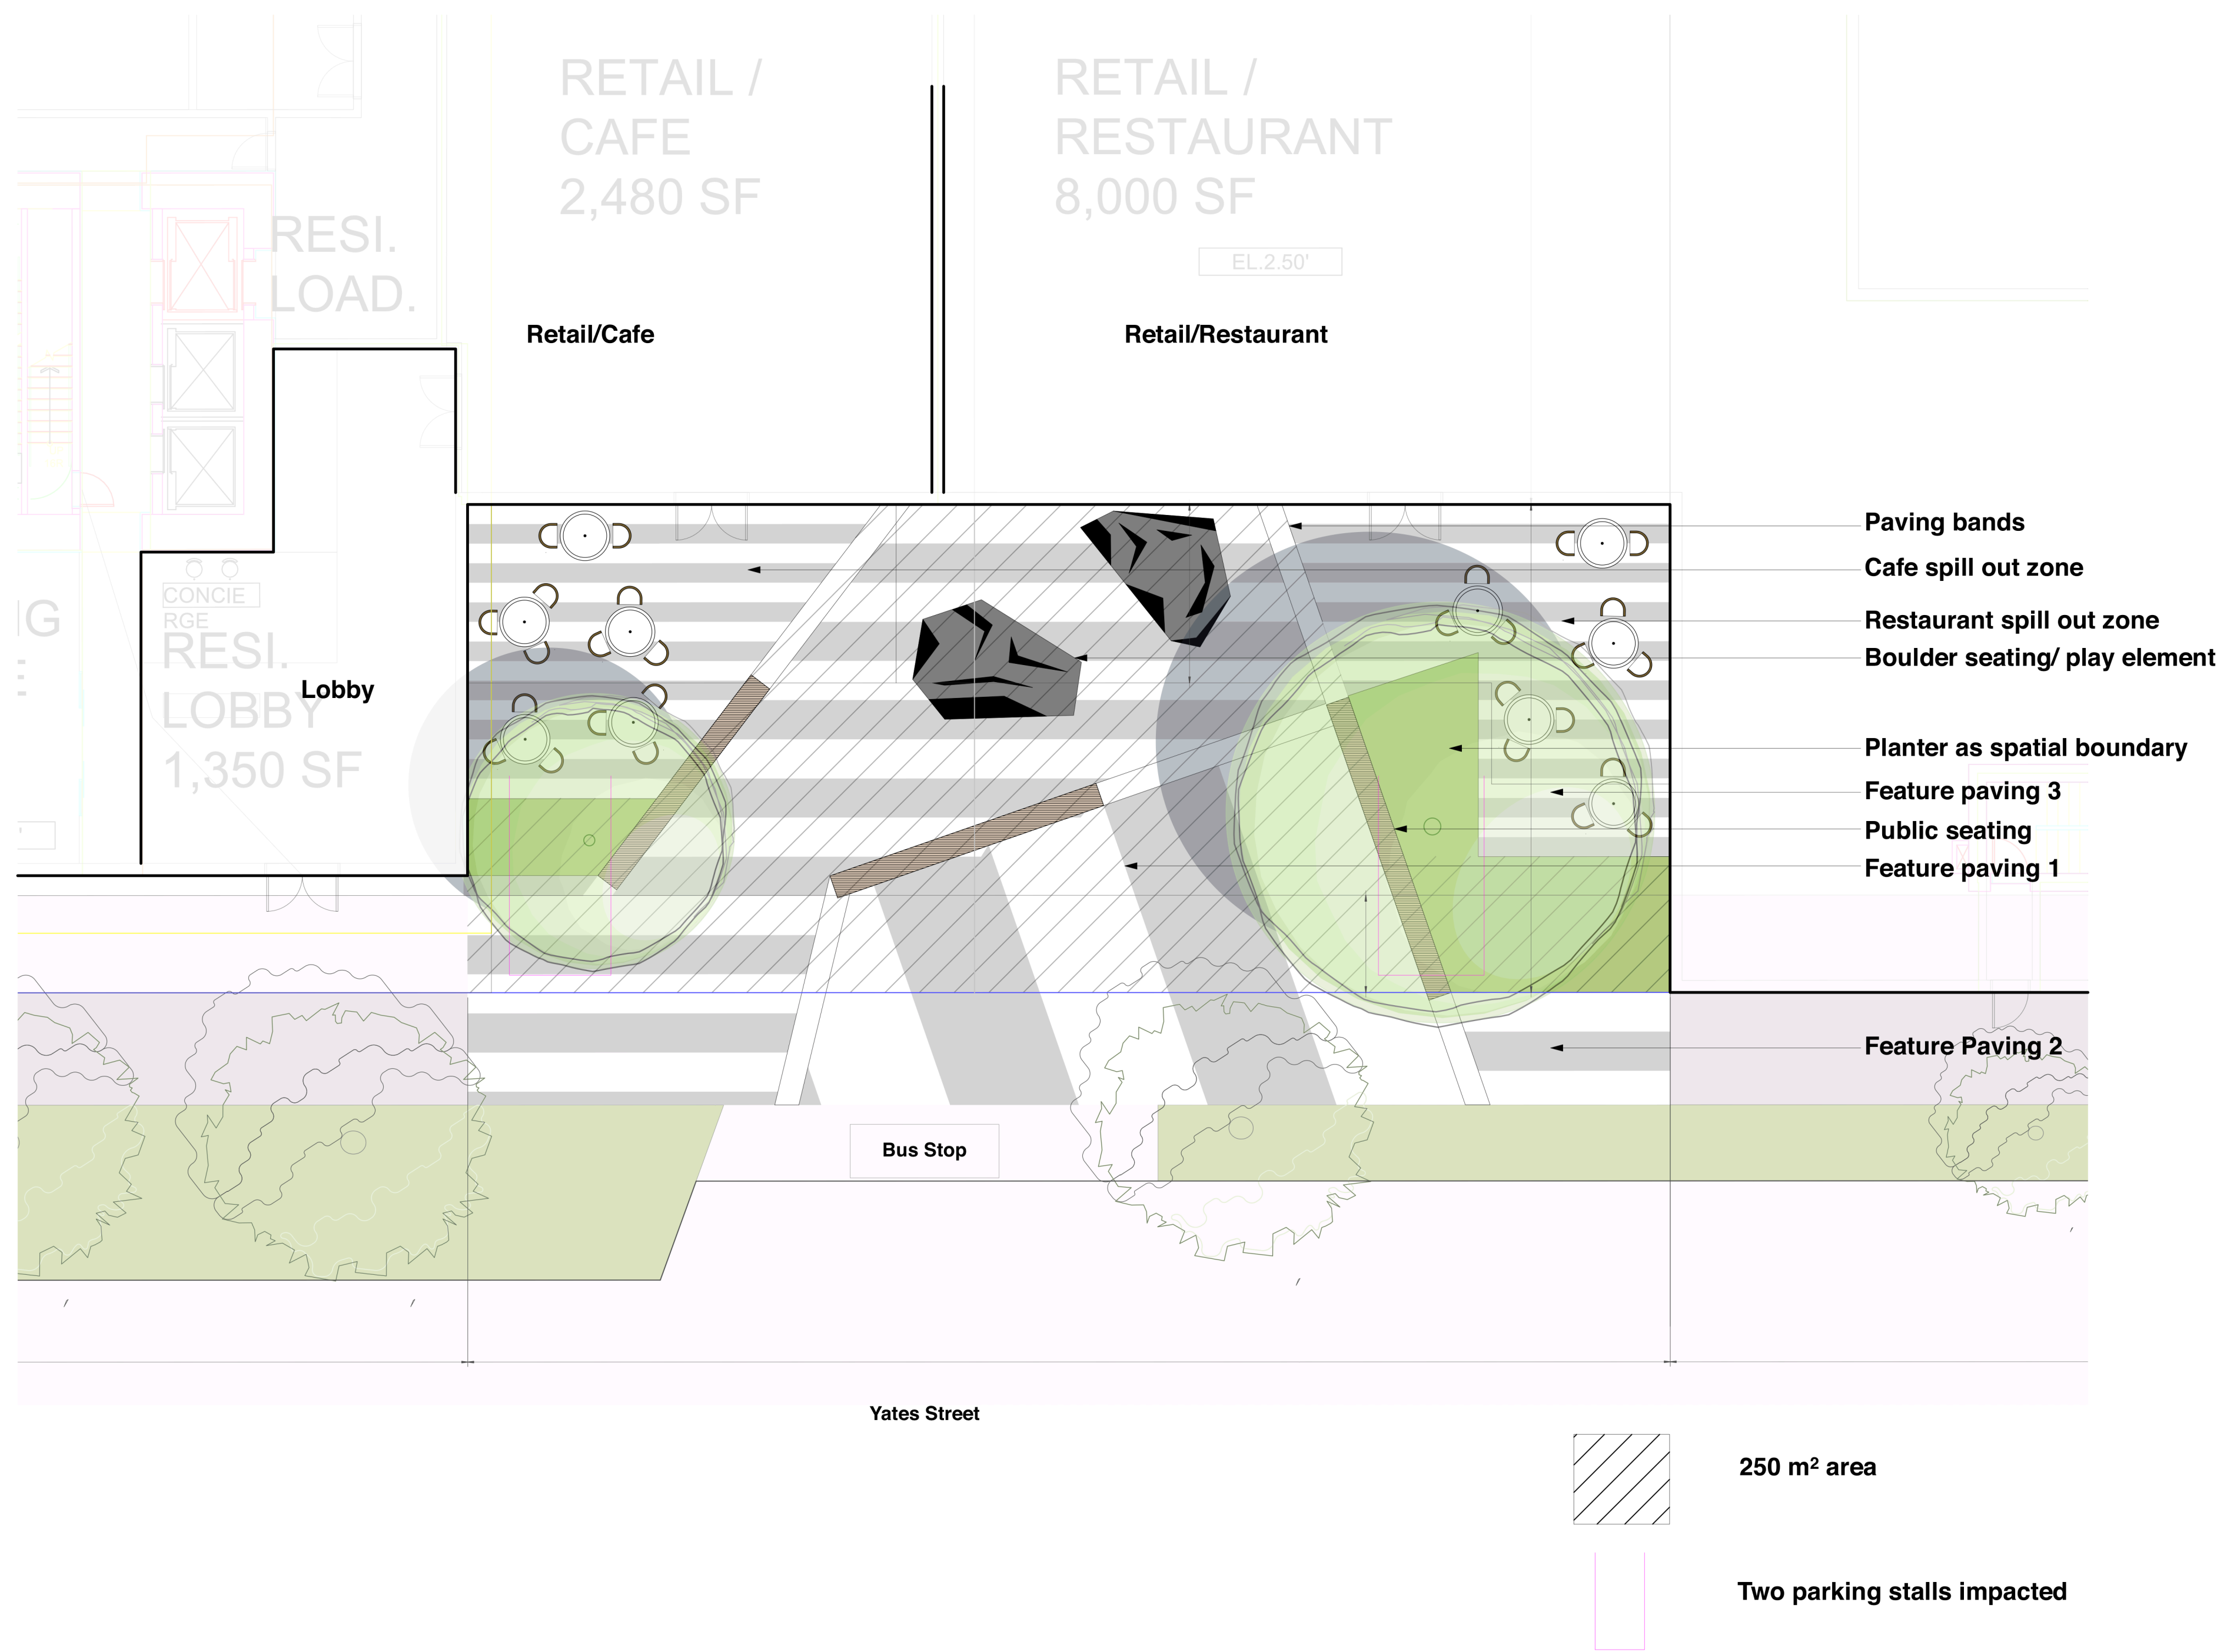 RETAIL /
CAFE
2,480 SF
RETAIL /
RESTAURANT
8,000 SF
EL.2.50'
RESI.
LOAD.
Retail/Cafe
Retail/Restaurant
CONCIE
RGE
RESI.
LOBBY
1,350 SF
Lobby
G
Paving bands
Cafe spill out zone
Restaurant spill out zone
Boulder seating/ play element
Planter as spatial boundary
Feature paving 3
Public seating
Feature paving 1
Feature Paving 2
Bus Stop
Yates Street
250 m² area
Two parking stalls impacted